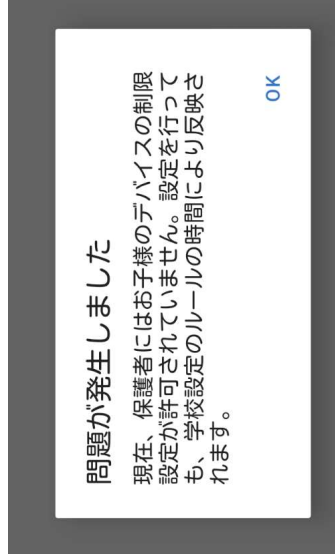 問題が発生しました
現在、保護者にはお子様のデバイスの制限
設定が許可されていません。設定を行って
も、学校設定のルールの時間により反映さ
れます。
OK